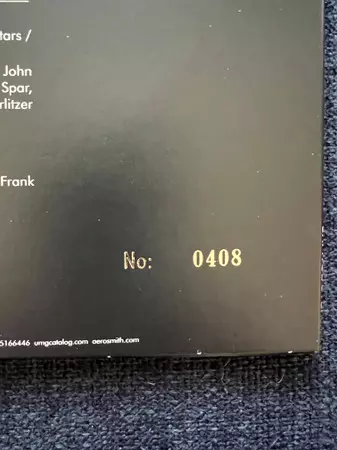 tars /
John
Spar,
rlitzer
Frank
No: 0408
5166446 umgcatalog.com aerosmith.com